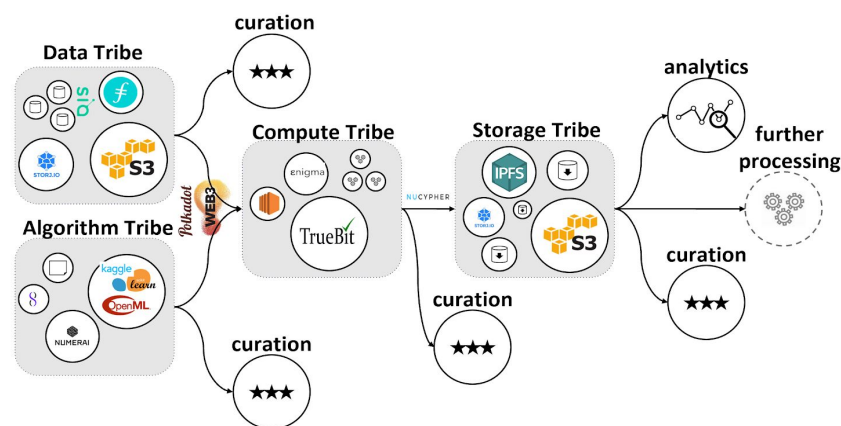 curation
Data Tribe
SIA
STORJ.IO
S3
Polkadot
WEB3
Algorithm Tribe
kaggle
learn
OpenML
NUMERAI
curation
Compute Tribe
enigma
TrueBit
NUCYPHER
curation
Storage Tribe
IPFS
STORJ.IO
S3
analytics
further
processing
curation